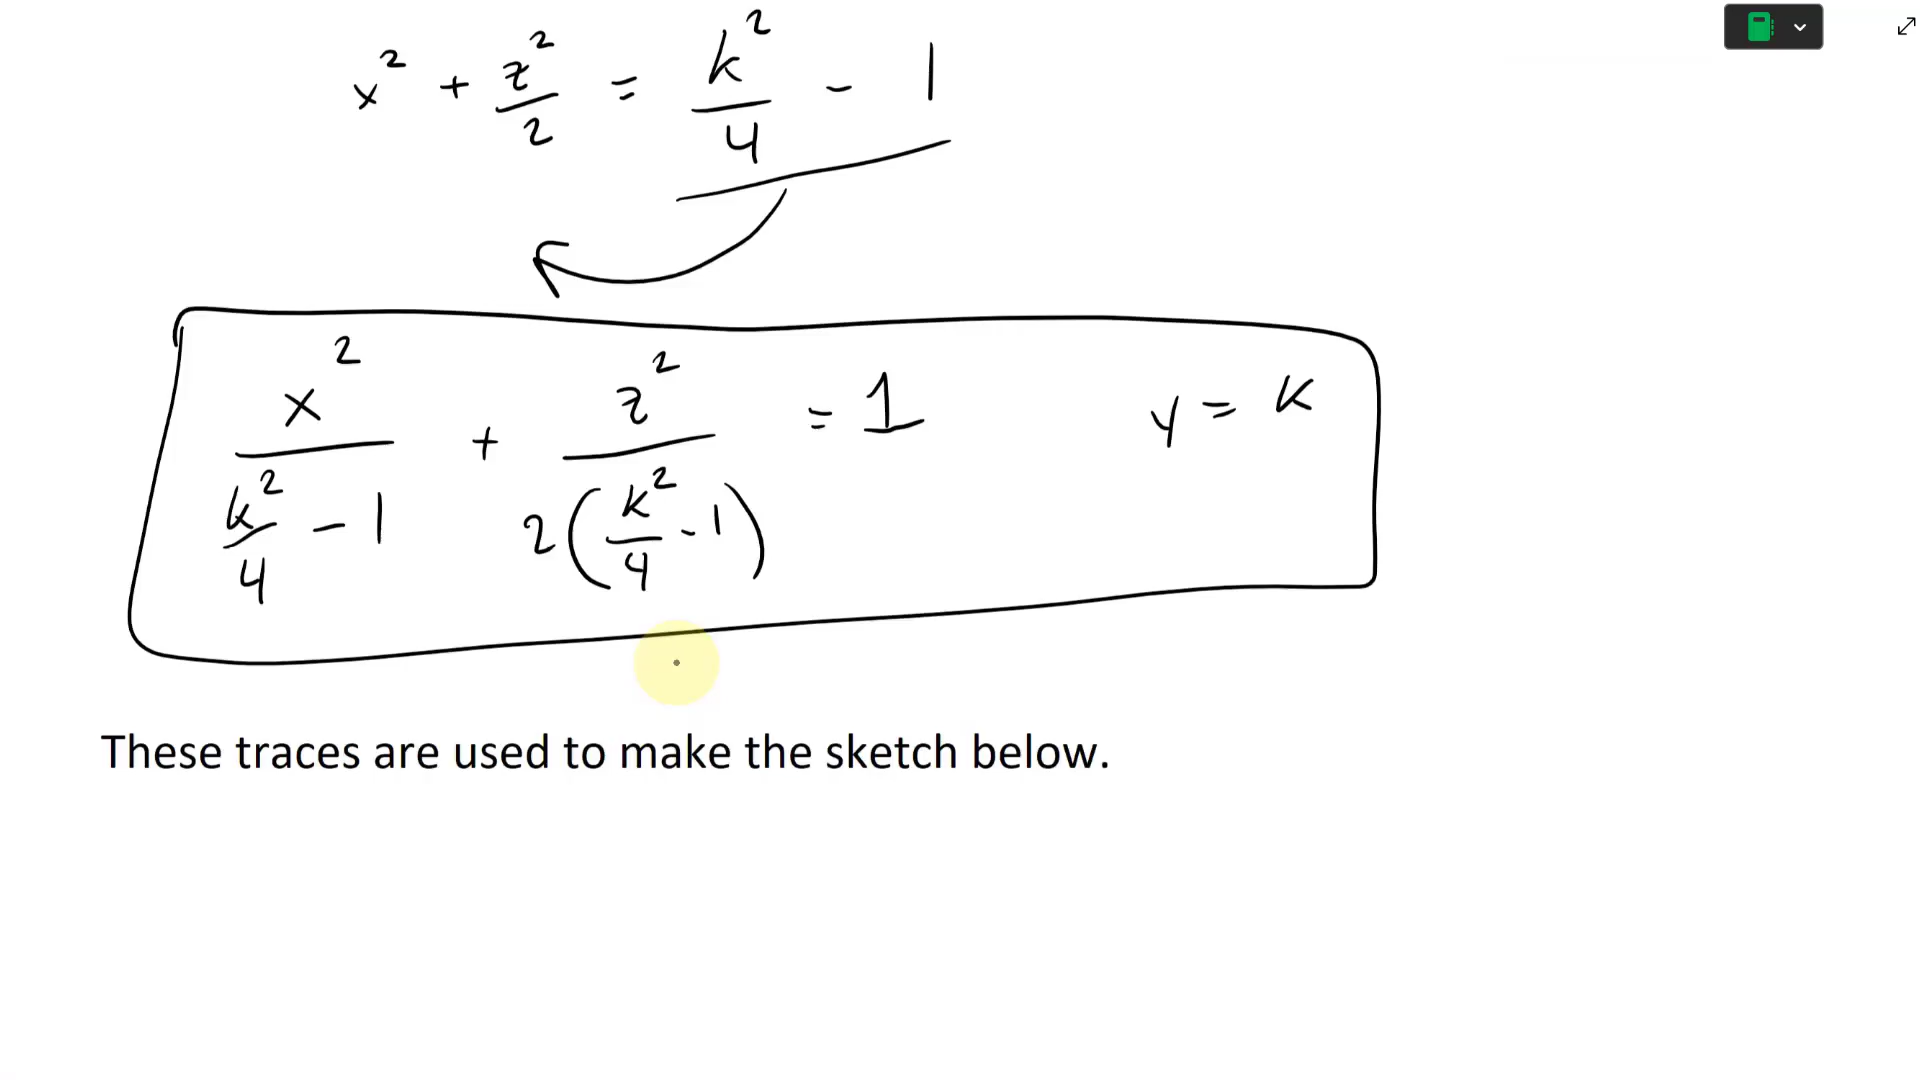 x² + z²/2 = k²/4 - 1
x²/(k²/4 - 1) + z²/(2(k²/4 - 1)) = 1 y = k
These traces are used to make the sketch below.